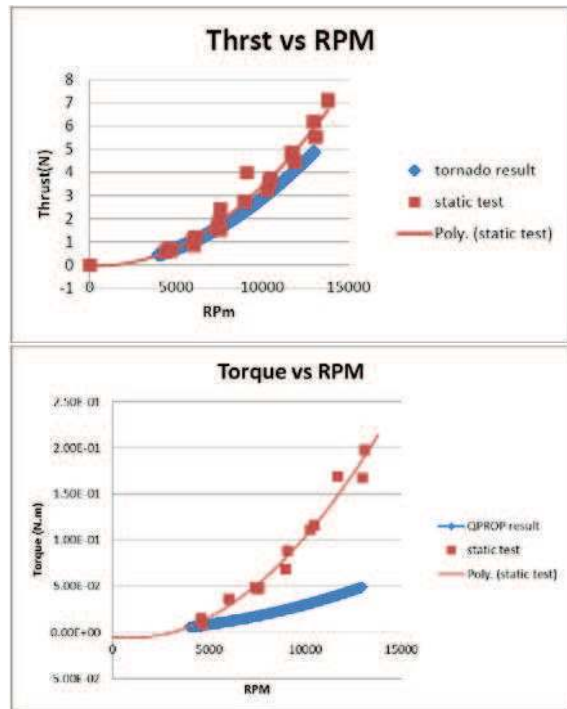 Thrst vs RPM
8
7
6
5
4
3
2
1
0
-1
0 5000 10000 15000
Thrust(N)
RPm
tornado result
static test
Poly. (static test)
Torque vs RPM
2.50E-01
2.00E-01
1.50E-01
1.00E-01
5.00E-02
0.00E+00
5.00E-02
0 5000 10000 15000
Torque (N.m)
RPM
QPROP result
static test
Poly. (static test)